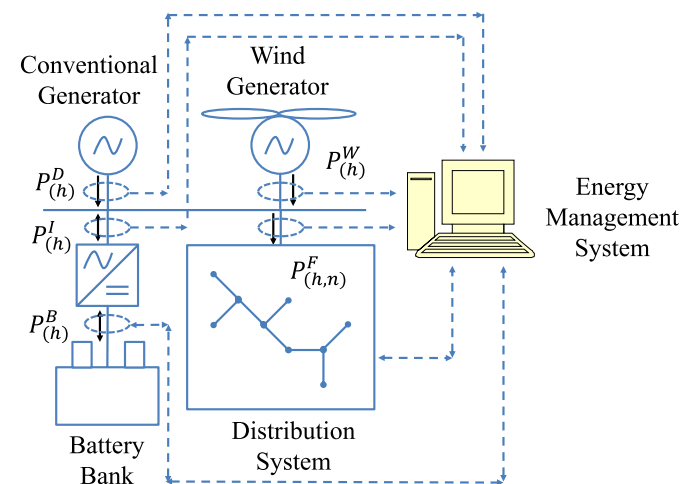 Conventional
Generator
Wind
Generator
P^D_(h)
P^W_(h)
P^I_(h)
P^F_(h,n)
P^B_(h)
Energy
Management
System
Battery
Bank
Distribution
System